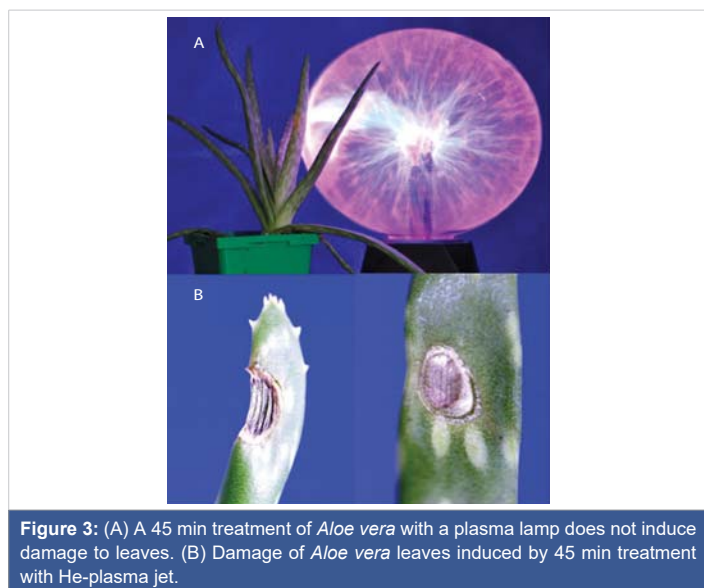 A
B
Figure 3: (A) A 45 min treatment of Aloe vera with a plasma lamp does not induce
damage to leaves. (B) Damage of Aloe vera leaves induced by 45 min treatment
with He-plasma jet.